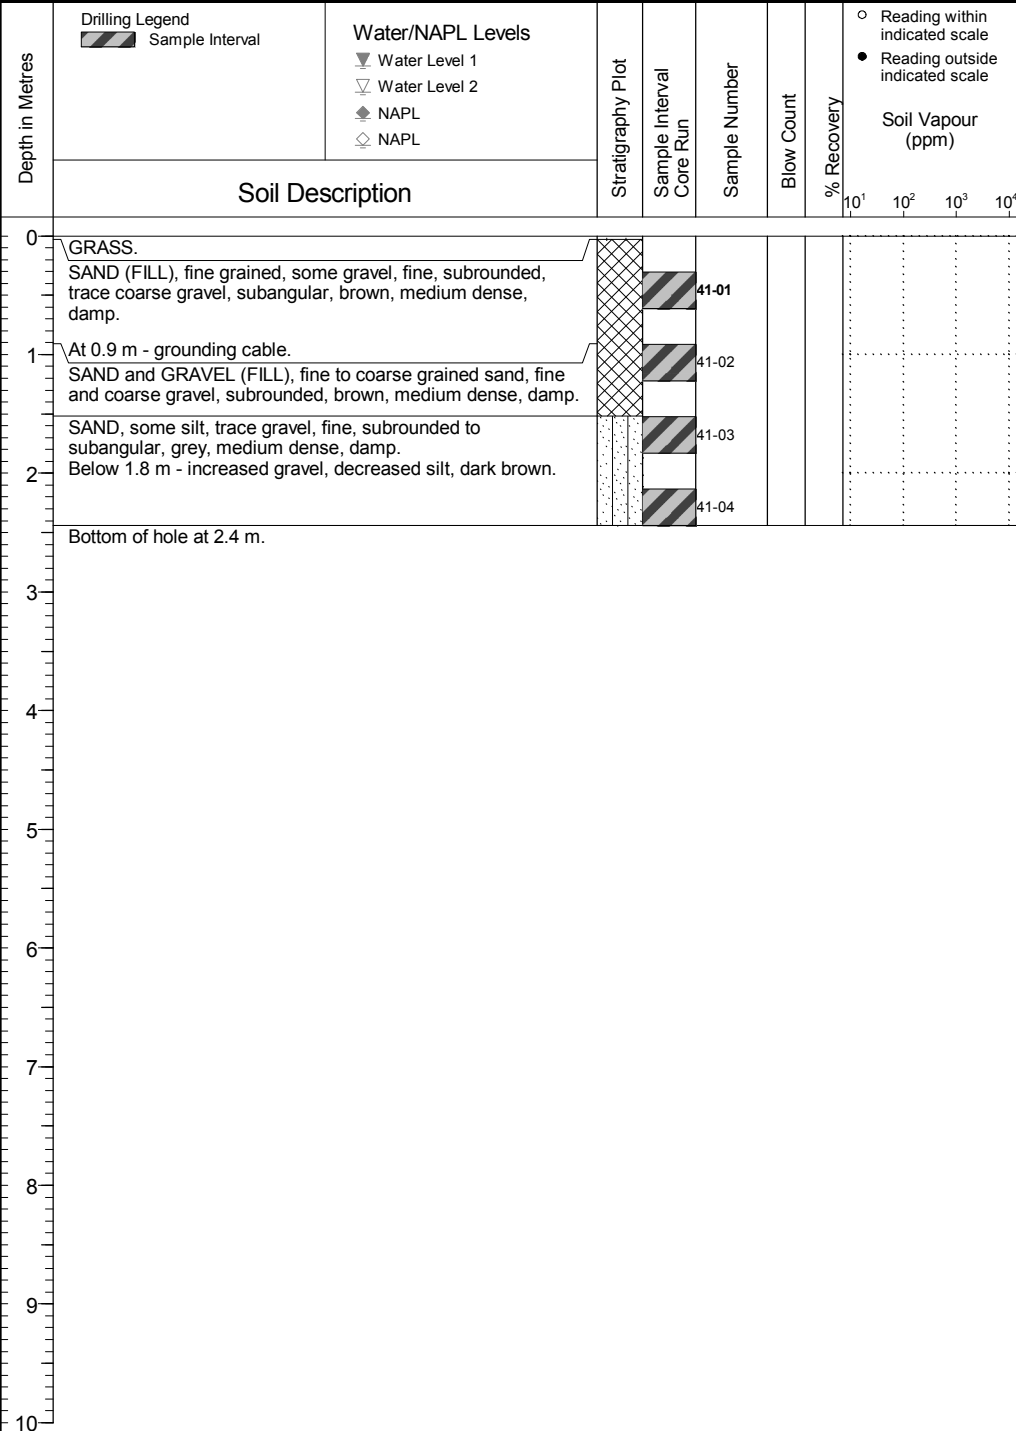 Depth in Metres
Drilling Legend
Sample Interval
Water/NAPL Levels
Water Level 1
Water Level 2
NAPL
NAPL
Soil Description
Stratigraphy Plot
Sample Interval
Core Run
Sample Number
Blow Count
% Recovery
Reading within
indicated scale
Reading outside
indicated scale
Soil Vapour
(ppm)
10¹ 10² 10³ 10⁴
0
GRASS.
SAND (FILL), fine grained, some gravel, fine, subrounded,
trace coarse gravel, subangular, brown, medium dense,
damp.
41-01
At 0.9 m - grounding cable.
1
SAND and GRAVEL (FILL), fine to coarse grained sand, fine
and coarse gravel, subrounded, brown, medium dense, damp.
41-02
SAND, some silt, trace gravel, fine, subrounded to
subangular, grey, medium dense, damp.
41-03
Below 1.8 m - increased gravel, decreased silt, dark brown.
2
41-04
Bottom of hole at 2.4 m.
3
4
5
6
7
8
9
10